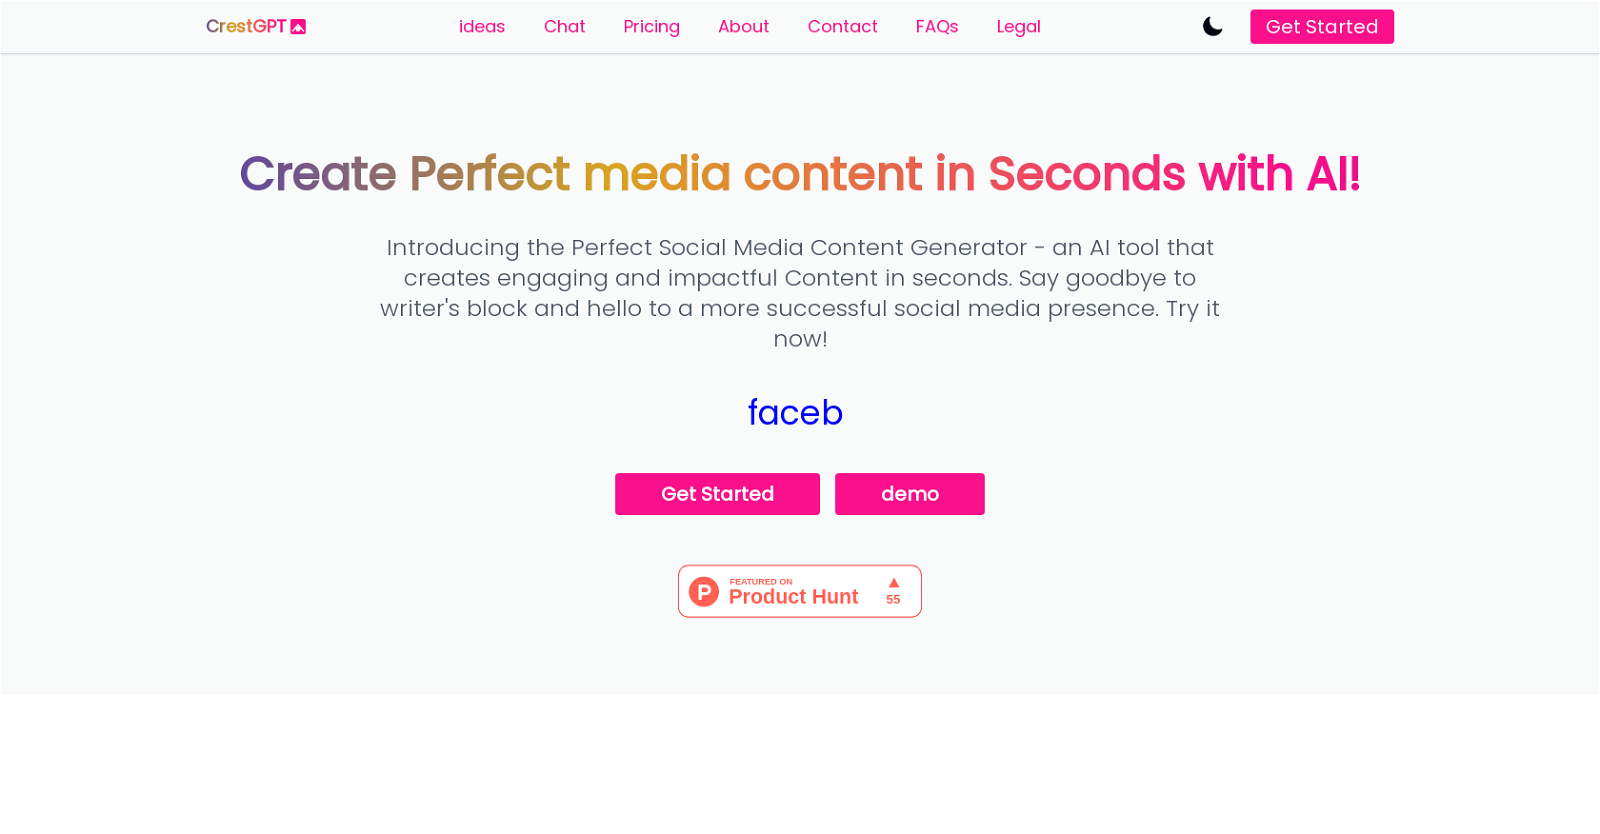 CrestGPT
ideas Chat Pricing About Contact FAQs Legal
Get Started
Create Perfect media content in Seconds with AI!
Introducing the Perfect Social Media Content Generator - an AI tool that
creates engaging and impactful Content in seconds. Say goodbye to
writer's block and hello to a more successful social media presence. Try it
now!
faceb
Get Started
demo
P
FEATURED ON
Product Hunt
55